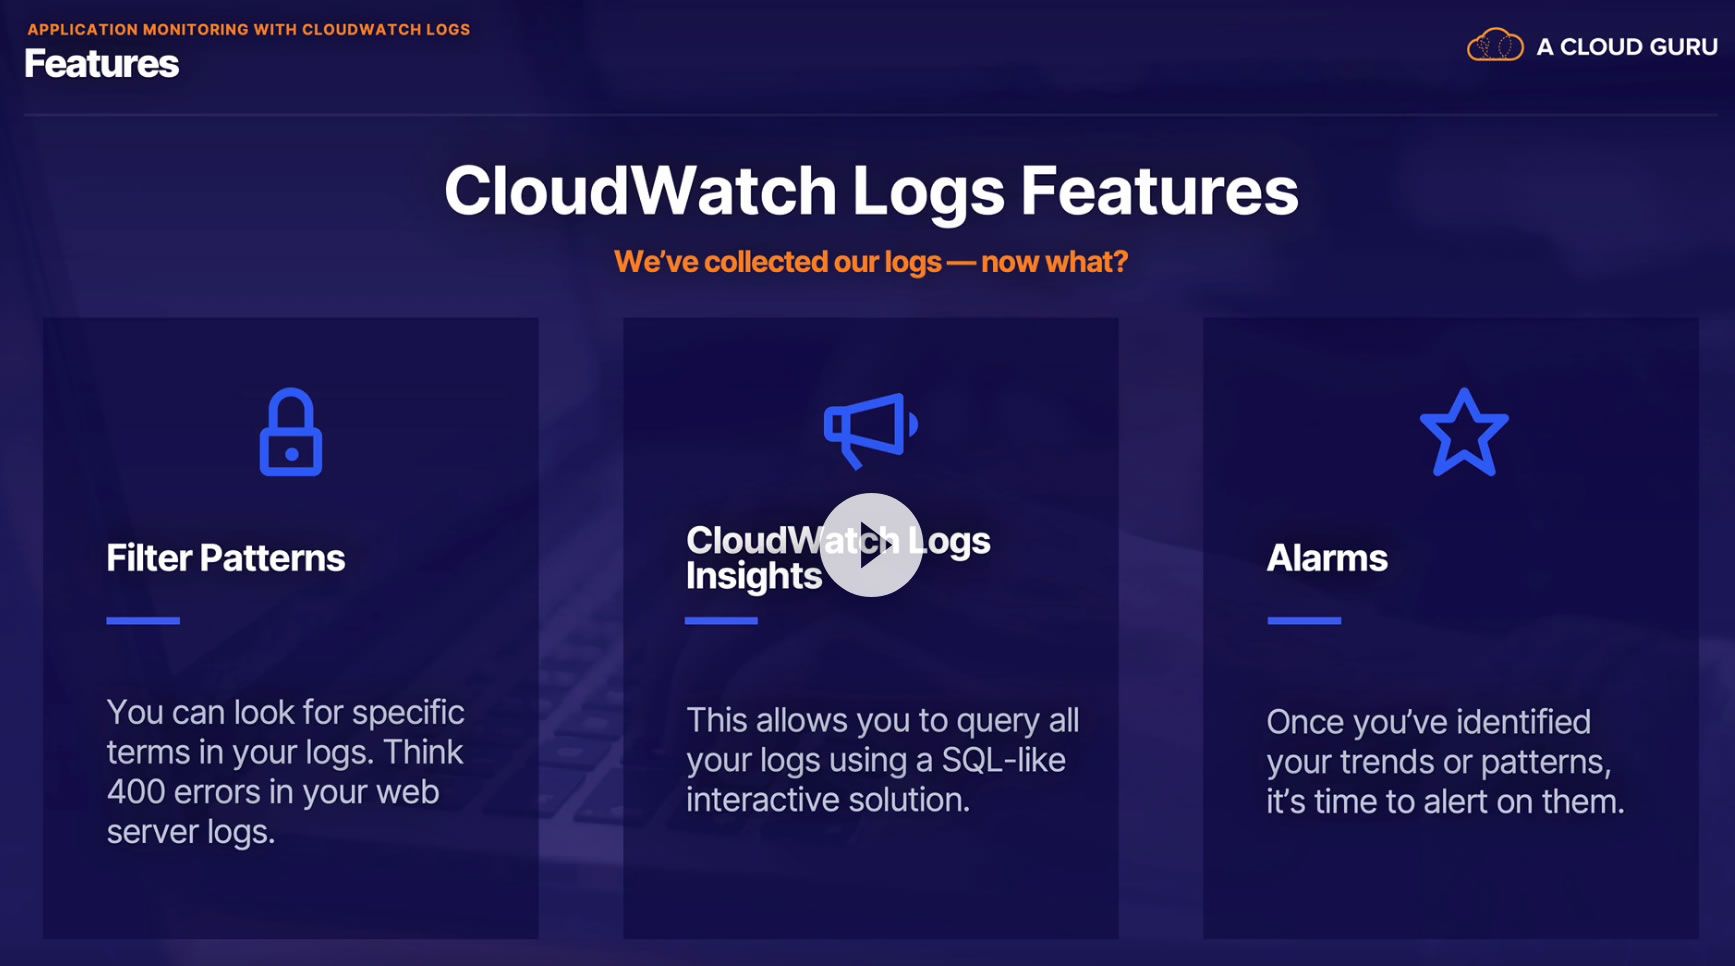 APPLICATION MONITORING WITH CLOUDWATCH LOGS
Features
A CLOUD GURU
CloudWatch Logs Features
We’ve collected our logs — now what?
Filter Patterns
You can look for specific
terms in your logs. Think
400 errors in your web
server logs.
CloudWatch Logs
Insights
This allows you to query all
your logs using a SQL-like
interactive solution.
Alarms
Once you’ve identified
your trends or patterns,
it’s time to alert on them.